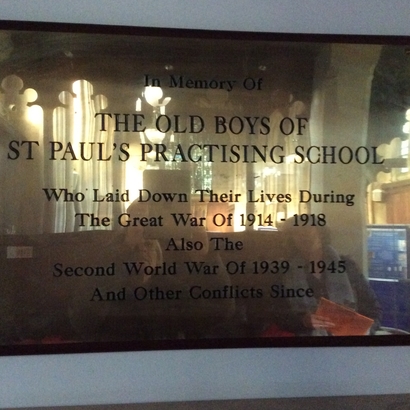 In Memory Of
THE OLD BOYS OF
ST PAUL'S PRACTISING SCHOOL
Who Laid Down Their Lives During
The Great War Of 1914 - 1918
Also The
Second World War Of 1939 - 1945
And Other Conflicts Since